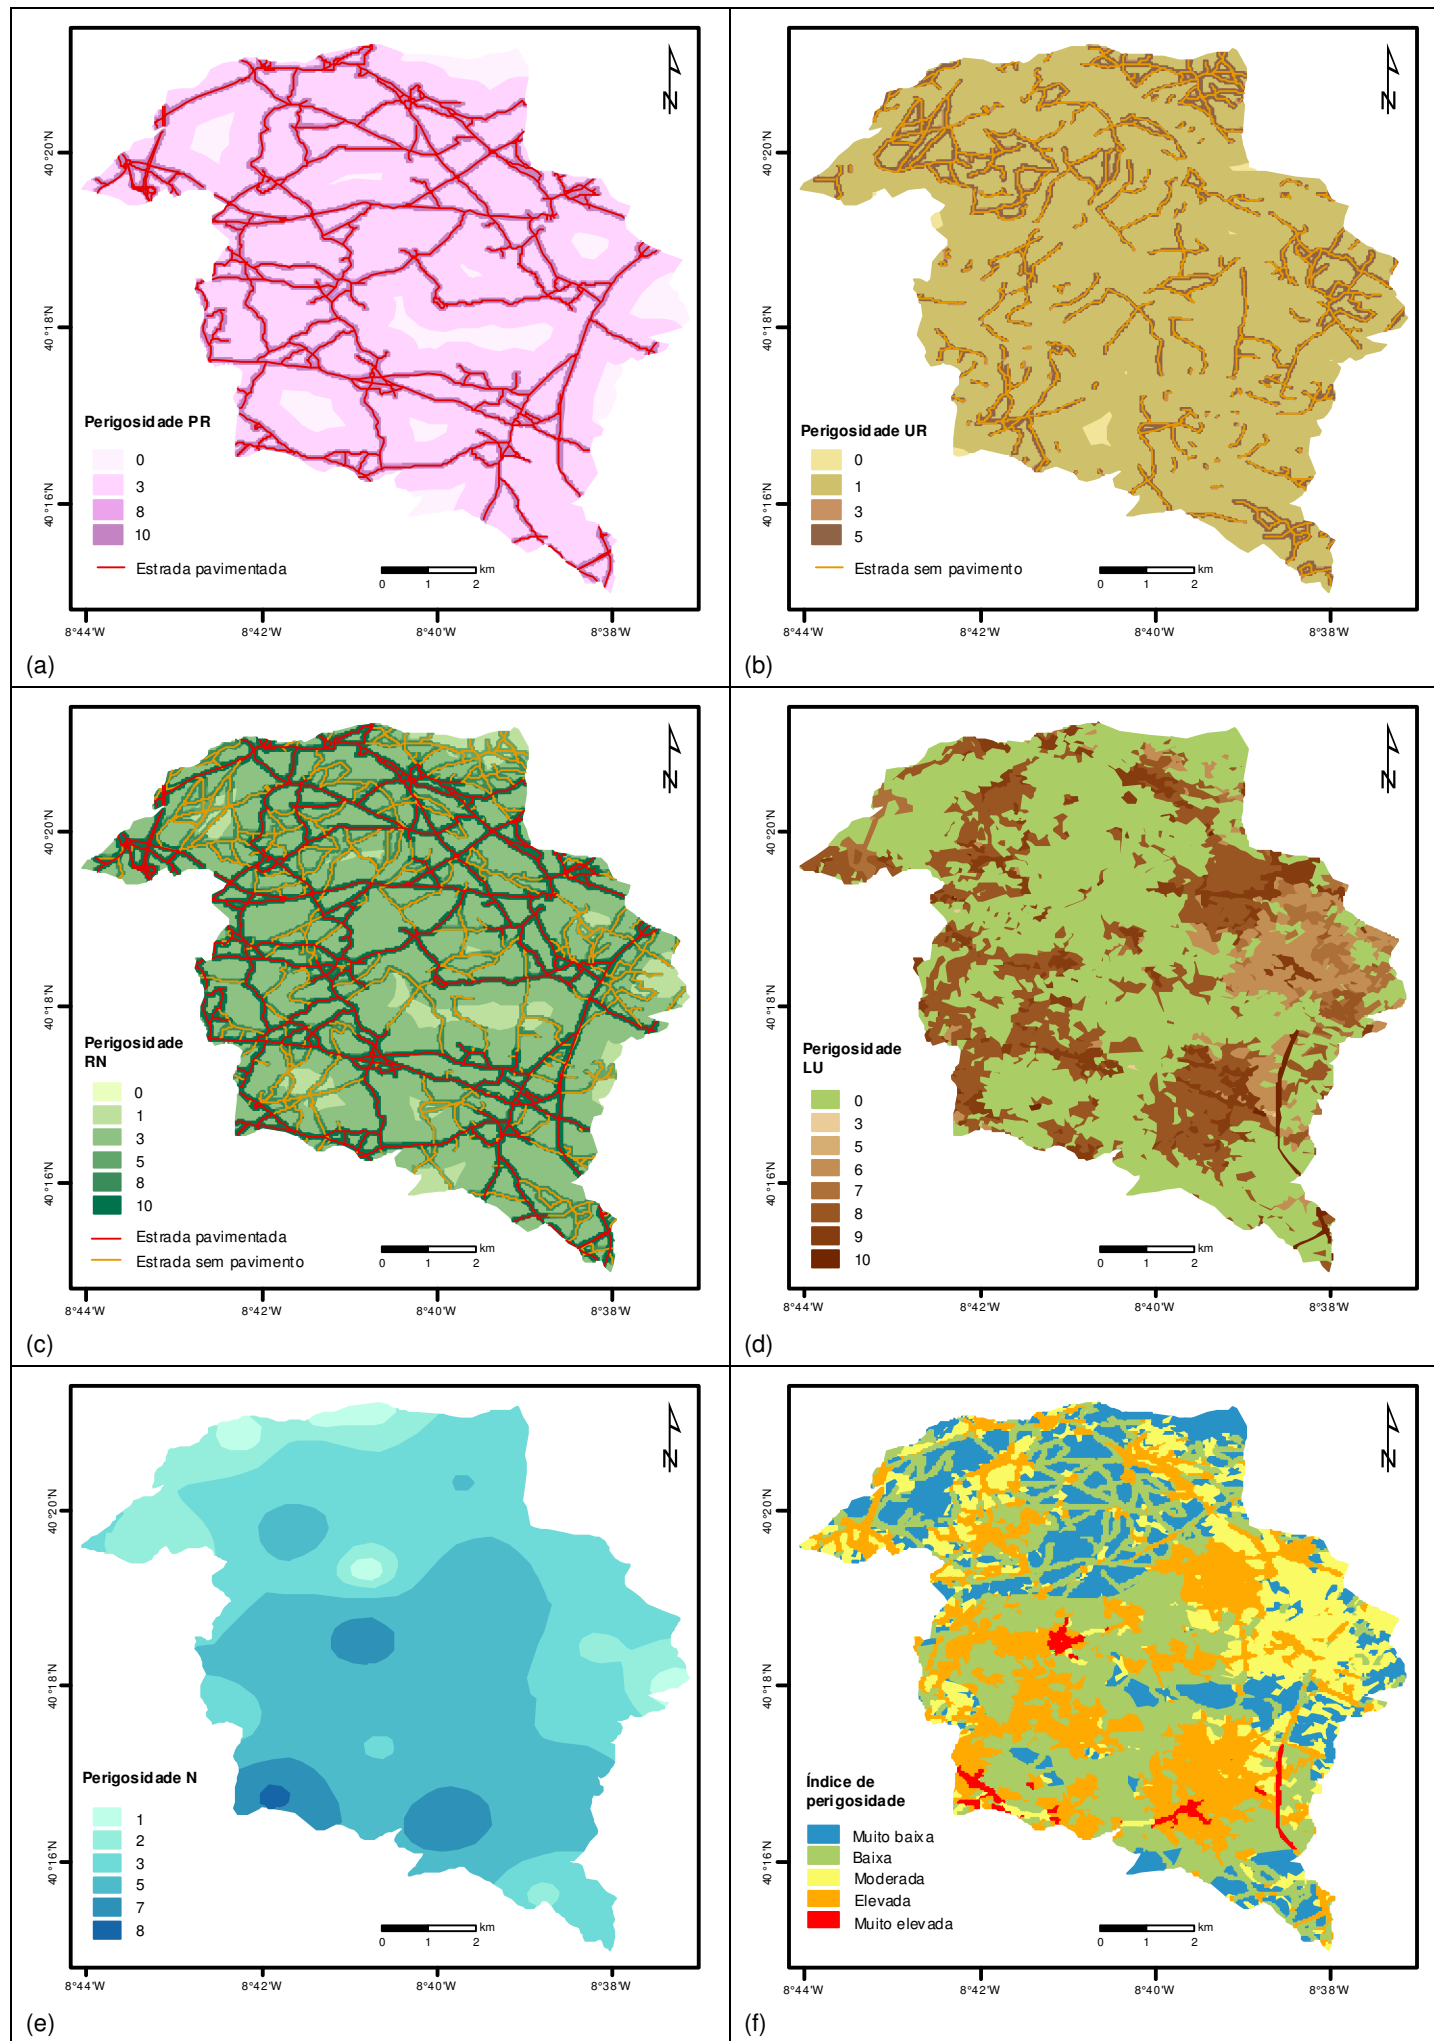 N
40°20'N
40°18'N
40°16'N
Perigosidade PR
0
3
8
10
Estrada pavimentada
km
0 1 2
8°44'W 8°42'W 8°40'W 8°38'W
(a)
N
40°20'N
40°18'N
40°16'N
Perigosidade UR
0
1
3
5
Estrada sem pavimento
km
0 1 2
8°44'W 8°42'W 8°40'W 8°38'W
(b)
N
40°20'N
40°18'N
40°16'N
Perigosidade
RN
0
1
3
5
8
10
Estrada pavimentada
Estrada sem pavimento
km
0 1 2
8°44'W 8°42'W 8°40'W 8°38'W
(c)
N
40°20'N
40°18'N
40°16'N
Perigosidade
LU
0
3
5
6
7
8
9
10
km
0 1 2
8°44'W 8°42'W 8°40'W 8°38'W
(d)
N
40°20'N
40°18'N
40°16'N
Perigosidade N
1
2
3
5
7
8
km
0 1 2
8°44'W 8°42'W 8°40'W 8°38'W
(e)
N
40°20'N
40°18'N
40°16'N
Índice de
perigosidade
Muito baixa
Baixa
Moderada
Elevada
Muito elevada
km
0 1 2
8°44'W 8°42'W 8°40'W 8°38'W
(f)